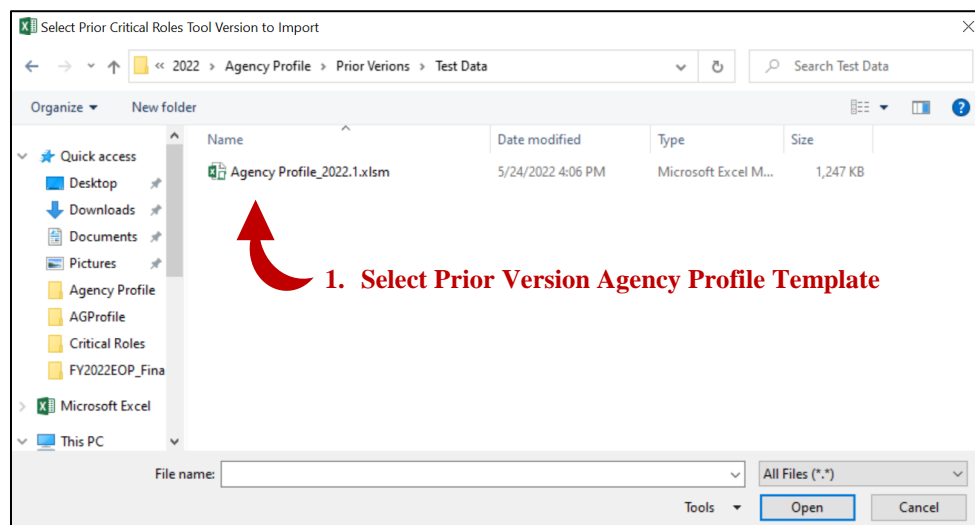 Select Prior Critical Roles Tool Version to Import
« 2022 > Agency Profile > Prior Verions > Test Data
Search Test Data
Organize
New folder
Name
Date modified
Type
Size
Quick access
Agency Profile_2022.1.xlsm
5/24/2022 4:06 PM
Microsoft Excel M...
1,247 KB
Desktop
Downloads
Documents
Pictures
1. Select Prior Version Agency Profile Template
Agency Profile
AGProfile
Critical Roles
FY2022EOP_Fina
Microsoft Excel
This PC
File name:
All Files (*.*)
Tools
Open
Cancel